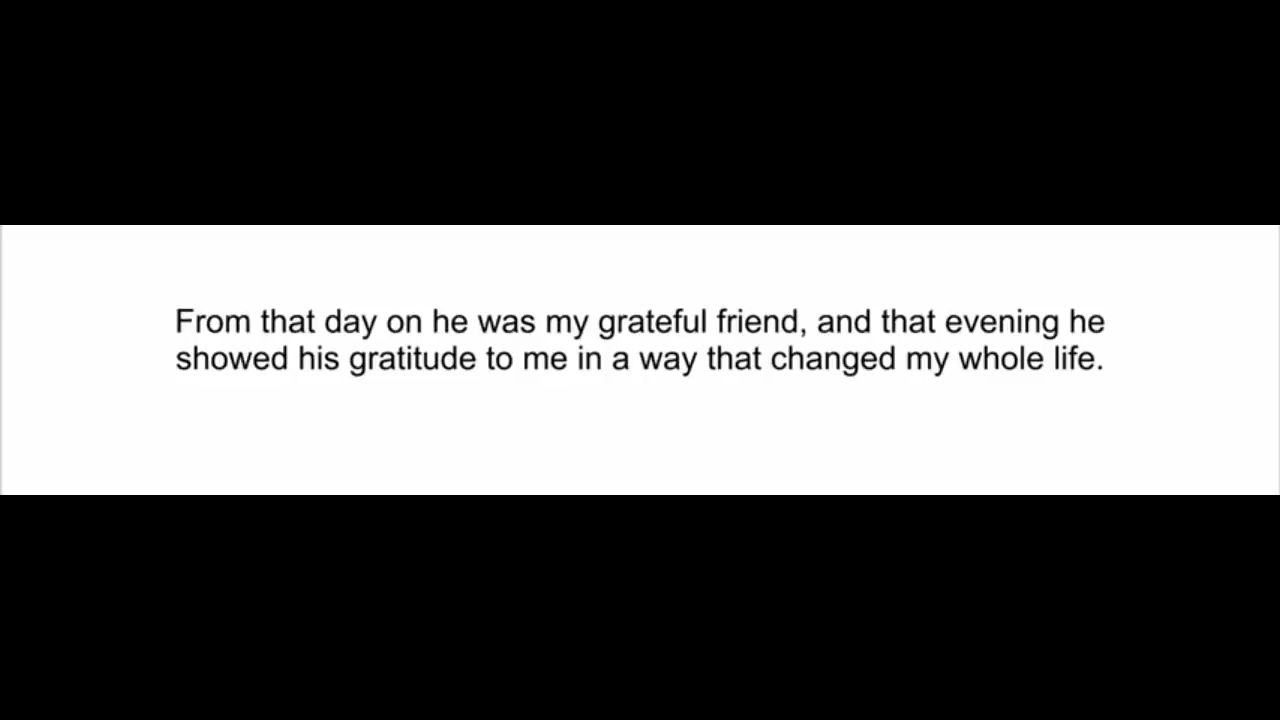 From that day on he was my grateful friend, and that evening he
showed his gratitude to me in a way that changed my whole life.